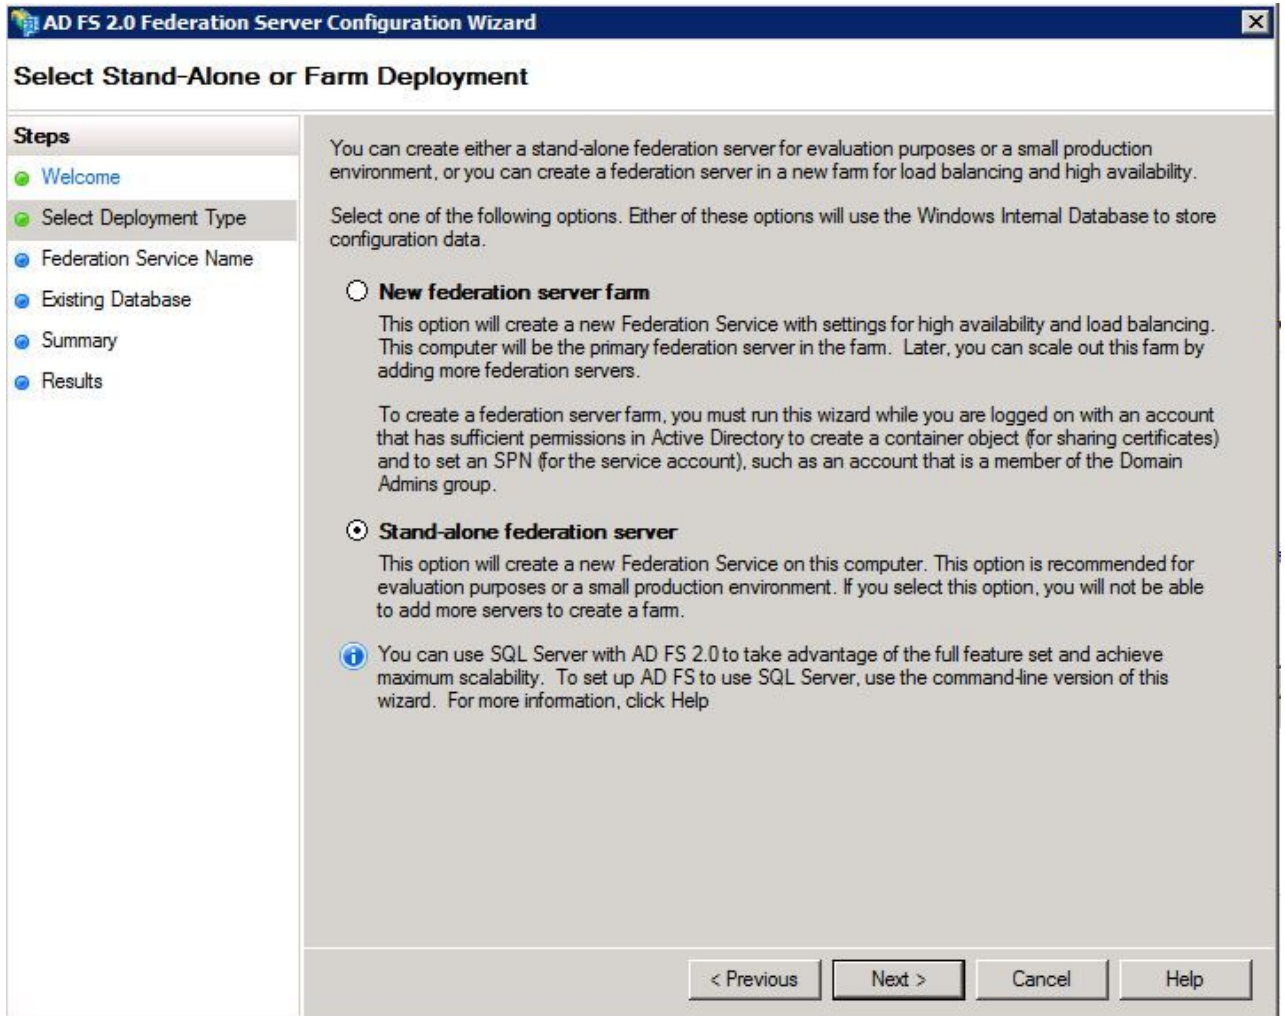 AD FS 2.0 Federation Server Configuration Wizard
Select Stand-Alone or Farm Deployment
Steps
Welcome
Select Deployment Type
Federation Service Name
Existing Database
Summary
Results
You can create either a stand-alone federation server for evaluation purposes or a small production
environment, or you can create a federation server in a new farm for load balancing and high availability.
Select one of the following options. Either of these options will use the Windows Internal Database to store
configuration data.
New federation server farm
This option will create a new Federation Service with settings for high availability and load balancing.
This computer will be the primary federation server in the farm.  Later, you can scale out this farm by
adding more federation servers.
To create a federation server farm, you must run this wizard while you are logged on with an account
that has sufficient permissions in Active Directory to create a container object (for sharing certificates)
and to set an SPN (for the service account), such as an account that is a member of the Domain
Admins group.
Stand-alone federation server
This option will create a new Federation Service on this computer. This option is recommended for
evaluation purposes or a small production environment. If you select this option, you will not be able
to add more servers to create a farm.
You can use SQL Server with AD FS 2.0 to take advantage of the full feature set and achieve
maximum scalability.  To set up AD FS to use SQL Server, use the command-line version of this
wizard.  For more information, click Help
< Previous
Next >
Cancel
Help